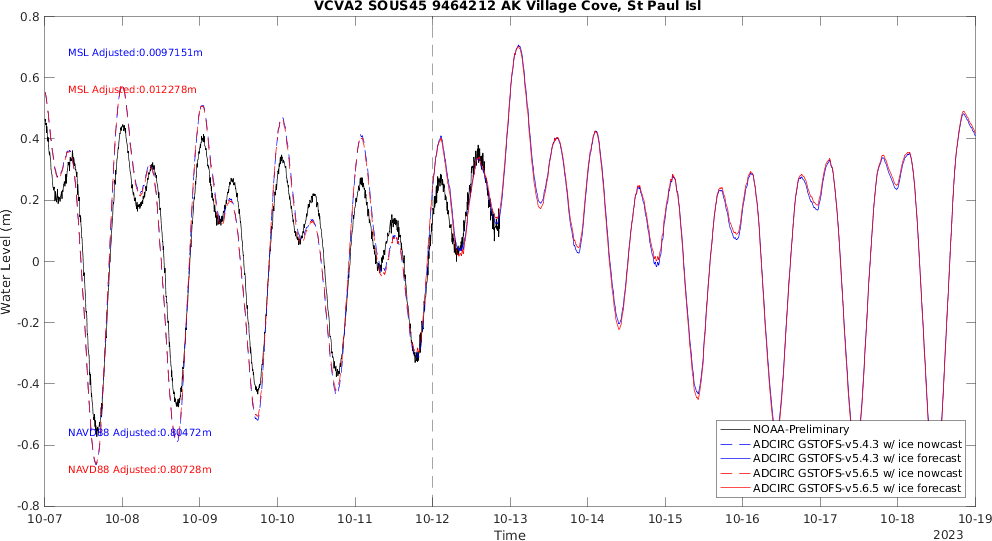 VCVA2 SOUS45 9464212 AK Village Cove, St Paul Isl
0.8
MSL Adjusted:0.0097151m
0.6
MSL Adjusted:0.012278m
0.4
0.2
0
-0.2
-0.4
-0.6
-0.8
Water Level (m)
NAVD88 Adjusted:0.80472m
NAVD88 Adjusted:0.80728m
NOAA-Preliminary
ADCIRC GSTOFS-v5.4.3 w/ ice nowcast
ADCIRC GSTOFS-v5.4.3 w/ ice forecast
ADCIRC GSTOFS-v5.6.5 w/ ice nowcast
ADCIRC GSTOFS-v5.6.5 w/ ice forecast
10-07 10-08 10-09 10-10 10-11 10-12 10-13 10-14 10-15 10-16 10-17 10-18 10-19
Time
2023